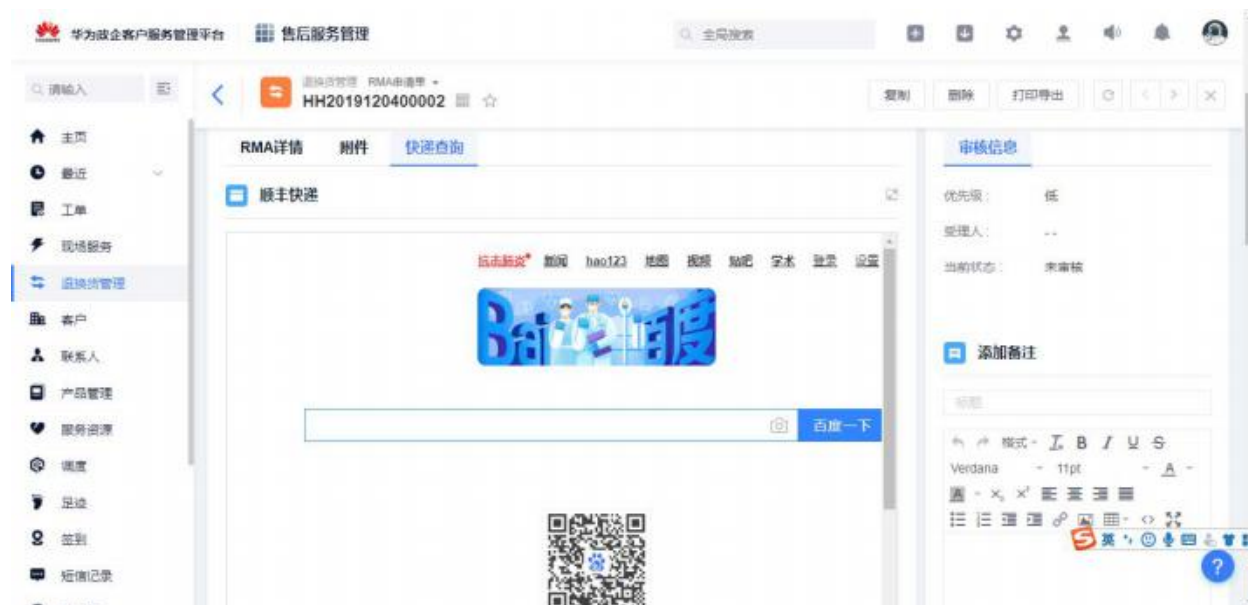 华为政企客户服务管理平台
售后服务管理
全局搜索
请输入
退换货管理 RMA申请单
HH2019120400002
复制
删除
打印导出
主页
最近
工单
现场服务
退换货管理
客户
联系人
产品管理
服务资源
调度
足迹
签到
短信记录
RMA详情
附件
快递查询
顺丰快递
抗击肺炎 新闻 hao123 地图 视频 贴吧 学术 登录 设置
Bai 百度
百度一下
审核信息
优先级: 低
受理人: --
当前状态: 未审核
添加备注
标题
格式
B I U S
Verdana 11pt A
A X₂ X²
英